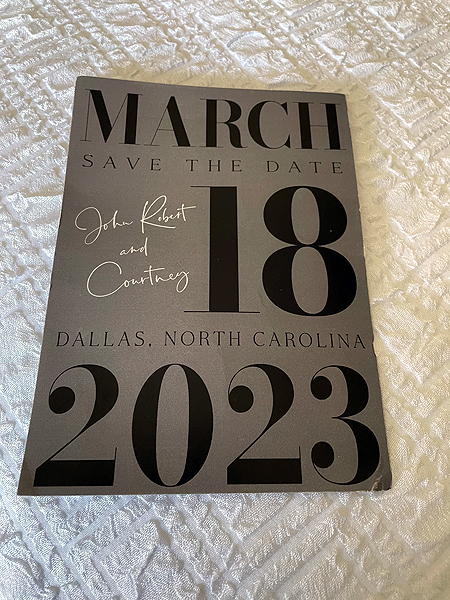 MARCH
SAVE THE DATE
John Robert
and
Courtney
18
DALLAS, NORTH CAROLINA
2023